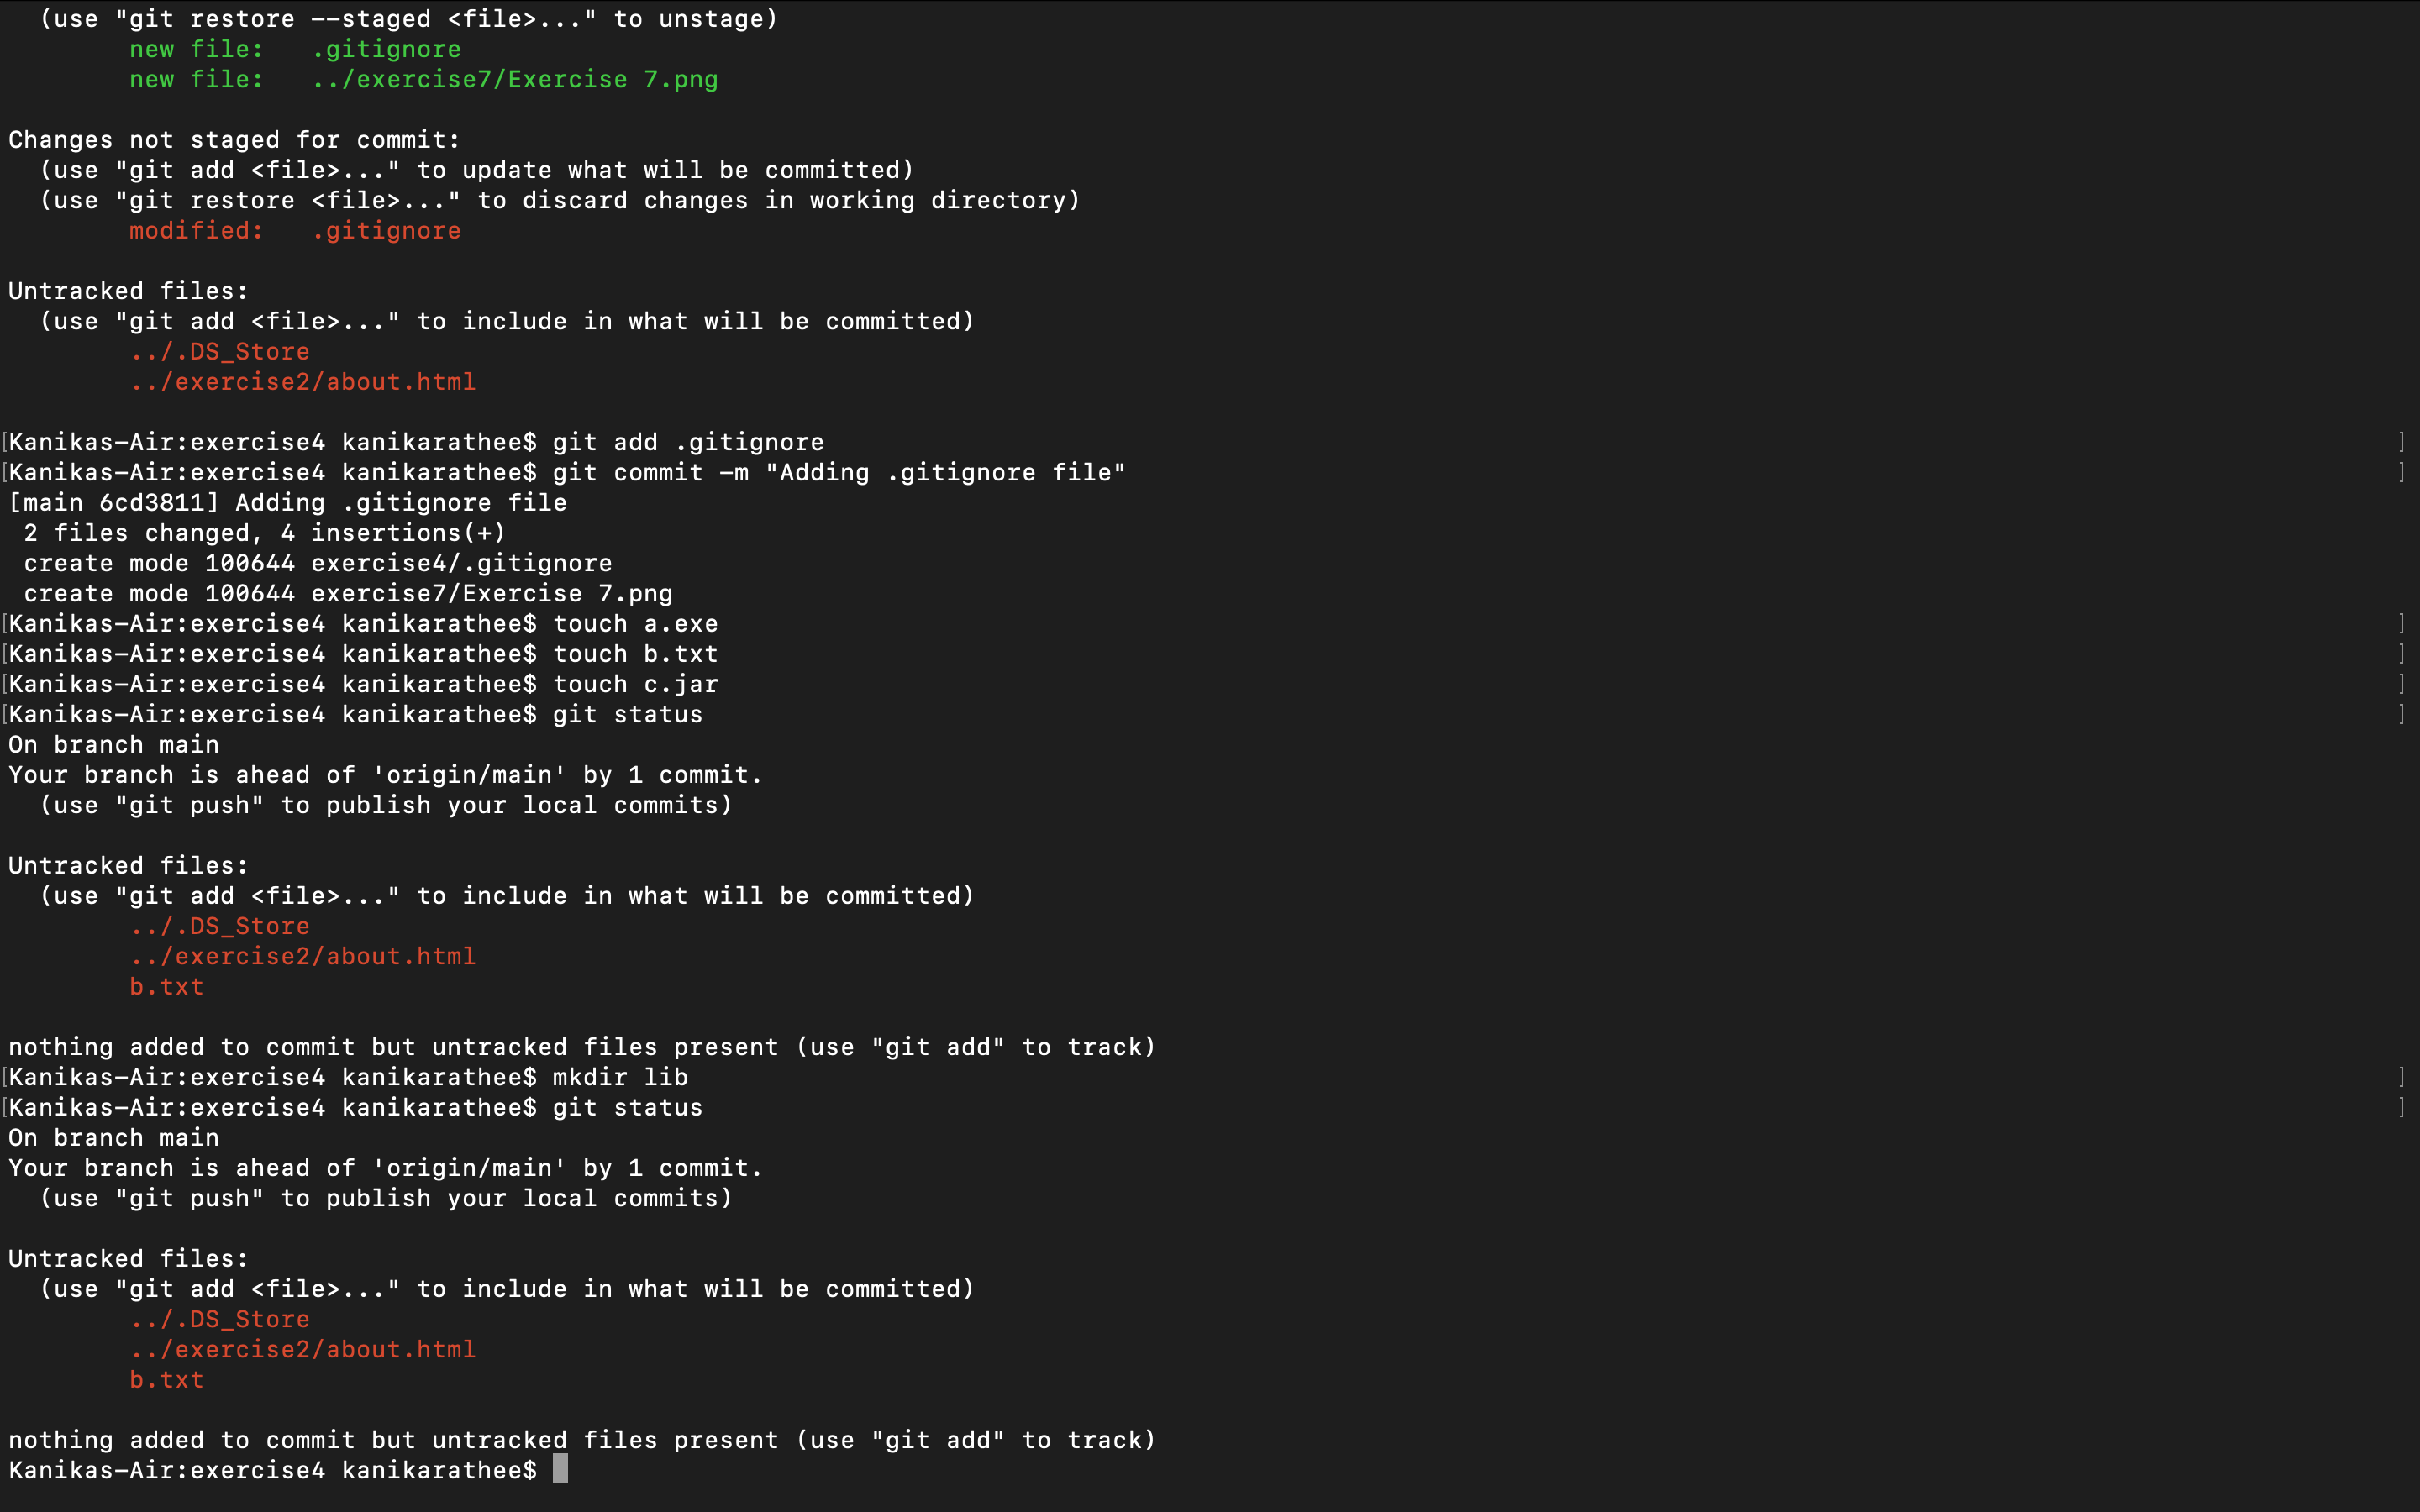 (use "git restore --staged <file>..." to unstage)
        new file:   .gitignore
        new file:   ../exercise7/Exercise 7.png

Changes not staged for commit:
  (use "git add <file>..." to update what will be committed)
  (use "git restore <file>..." to discard changes in working directory)
        modified:   .gitignore

Untracked files:
  (use "git add <file>..." to include in what will be committed)
        ../.DS_Store
        ../exercise2/about.html

[Kanikas-Air:exercise4 kanikarathee$ git add .gitignore ]
[Kanikas-Air:exercise4 kanikarathee$ git commit -m "Adding .gitignore file" ]
[main 6cd3811] Adding .gitignore file
 2 files changed, 4 insertions(+)
 create mode 100644 exercise4/.gitignore
 create mode 100644 exercise7/Exercise 7.png
[Kanikas-Air:exercise4 kanikarathee$ touch a.exe ]
[Kanikas-Air:exercise4 kanikarathee$ touch b.txt ]
[Kanikas-Air:exercise4 kanikarathee$ touch c.jar ]
[Kanikas-Air:exercise4 kanikarathee$ git status ]
On branch main
Your branch is ahead of 'origin/main' by 1 commit.
  (use "git push" to publish your local commits)

Untracked files:
  (use "git add <file>..." to include in what will be committed)
        ../.DS_Store
        ../exercise2/about.html
        b.txt

nothing added to commit but untracked files present (use "git add" to track)
[Kanikas-Air:exercise4 kanikarathee$ mkdir lib ]
[Kanikas-Air:exercise4 kanikarathee$ git status ]
On branch main
Your branch is ahead of 'origin/main' by 1 commit.
  (use "git push" to publish your local commits)

Untracked files:
  (use "git add <file>..." to include in what will be committed)
        ../.DS_Store
        ../exercise2/about.html
        b.txt

nothing added to commit but untracked files present (use "git add" to track)
Kanikas-Air:exercise4 kanikarathee$